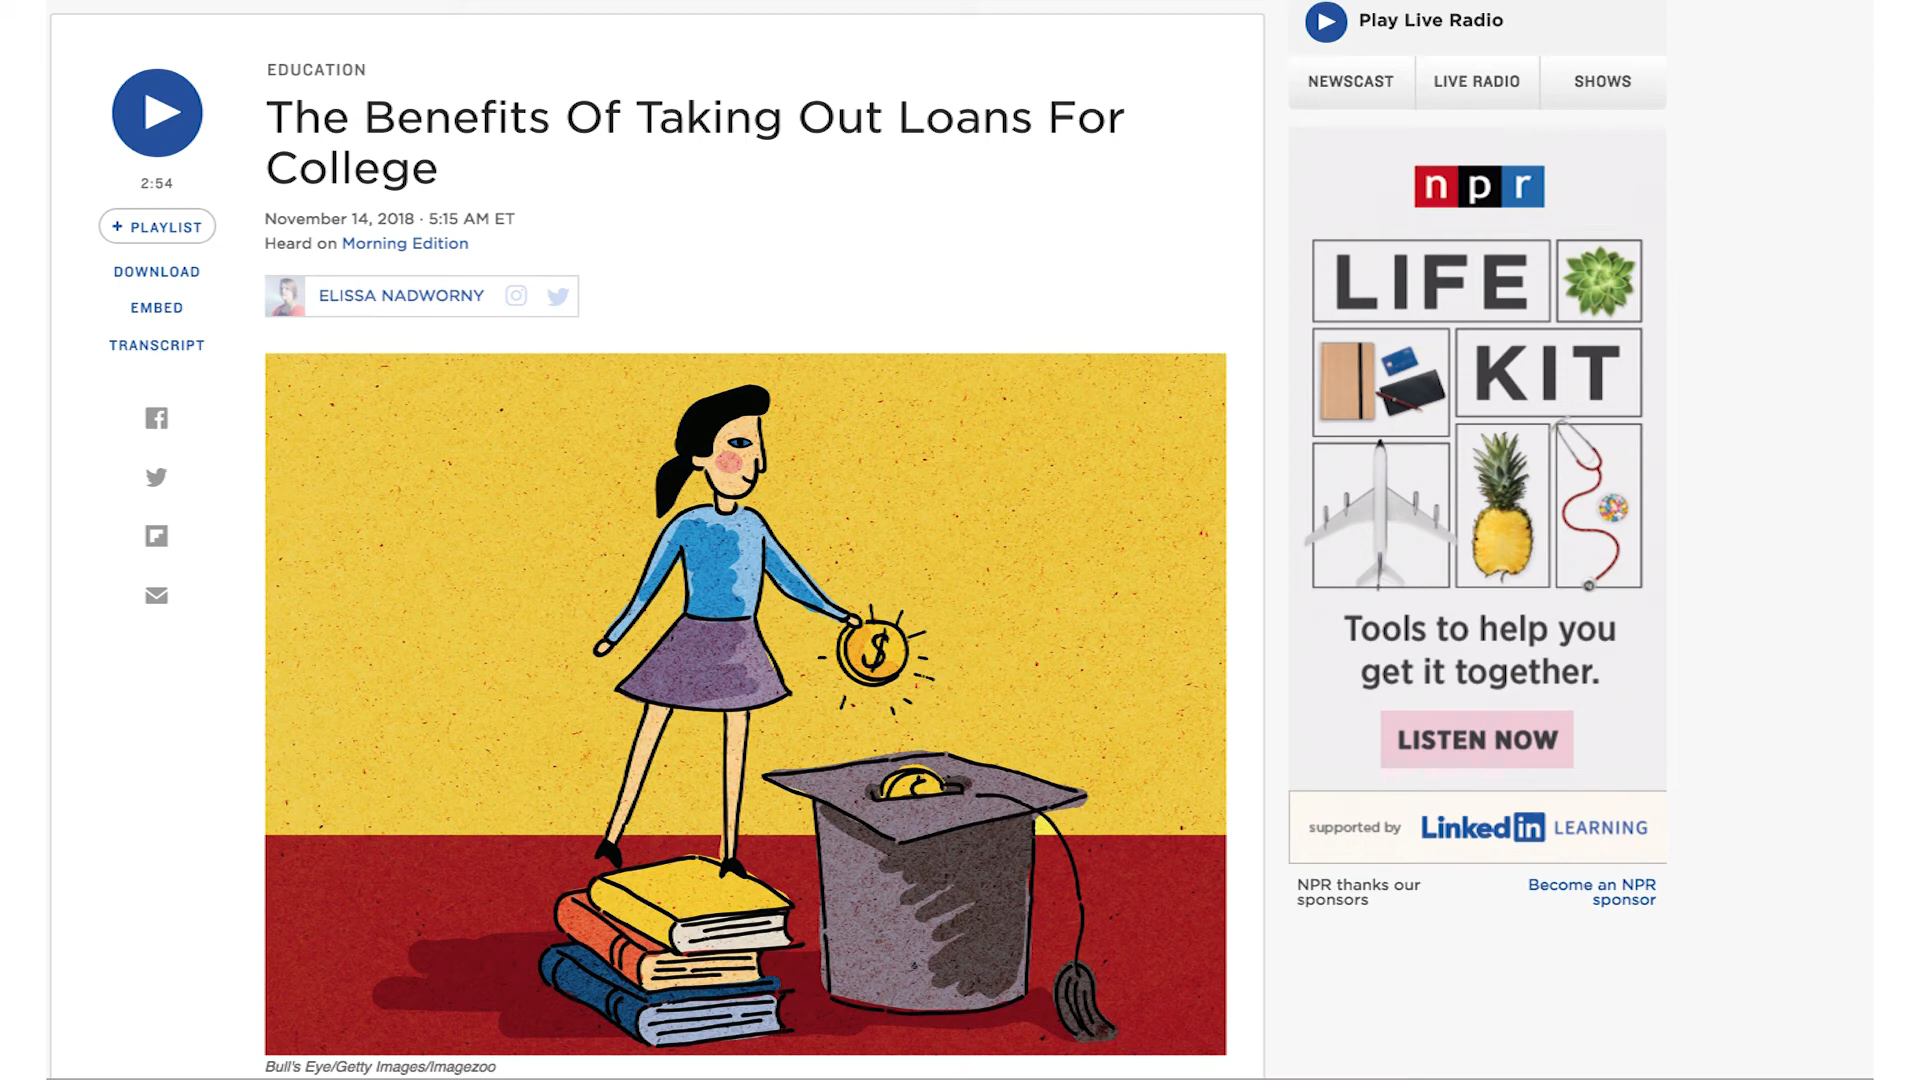 EDUCATION
The Benefits Of Taking Out Loans For
College
November 14, 2018 · 5:15 AM ET
Heard on Morning Edition
ELISSA NADWORNY
2:54
+ PLAYLIST
DOWNLOAD
EMBED
TRANSCRIPT
$
Bull's Eye/Getty Images/Imagezoo
Play Live Radio
NEWSCAST
LIVE RADIO
SHOWS
npr
LIFE
KIT
Tools to help you
get it together.
LISTEN NOW
supported by LinkedIn LEARNING
NPR thanks our
sponsors
Become an NPR
sponsor